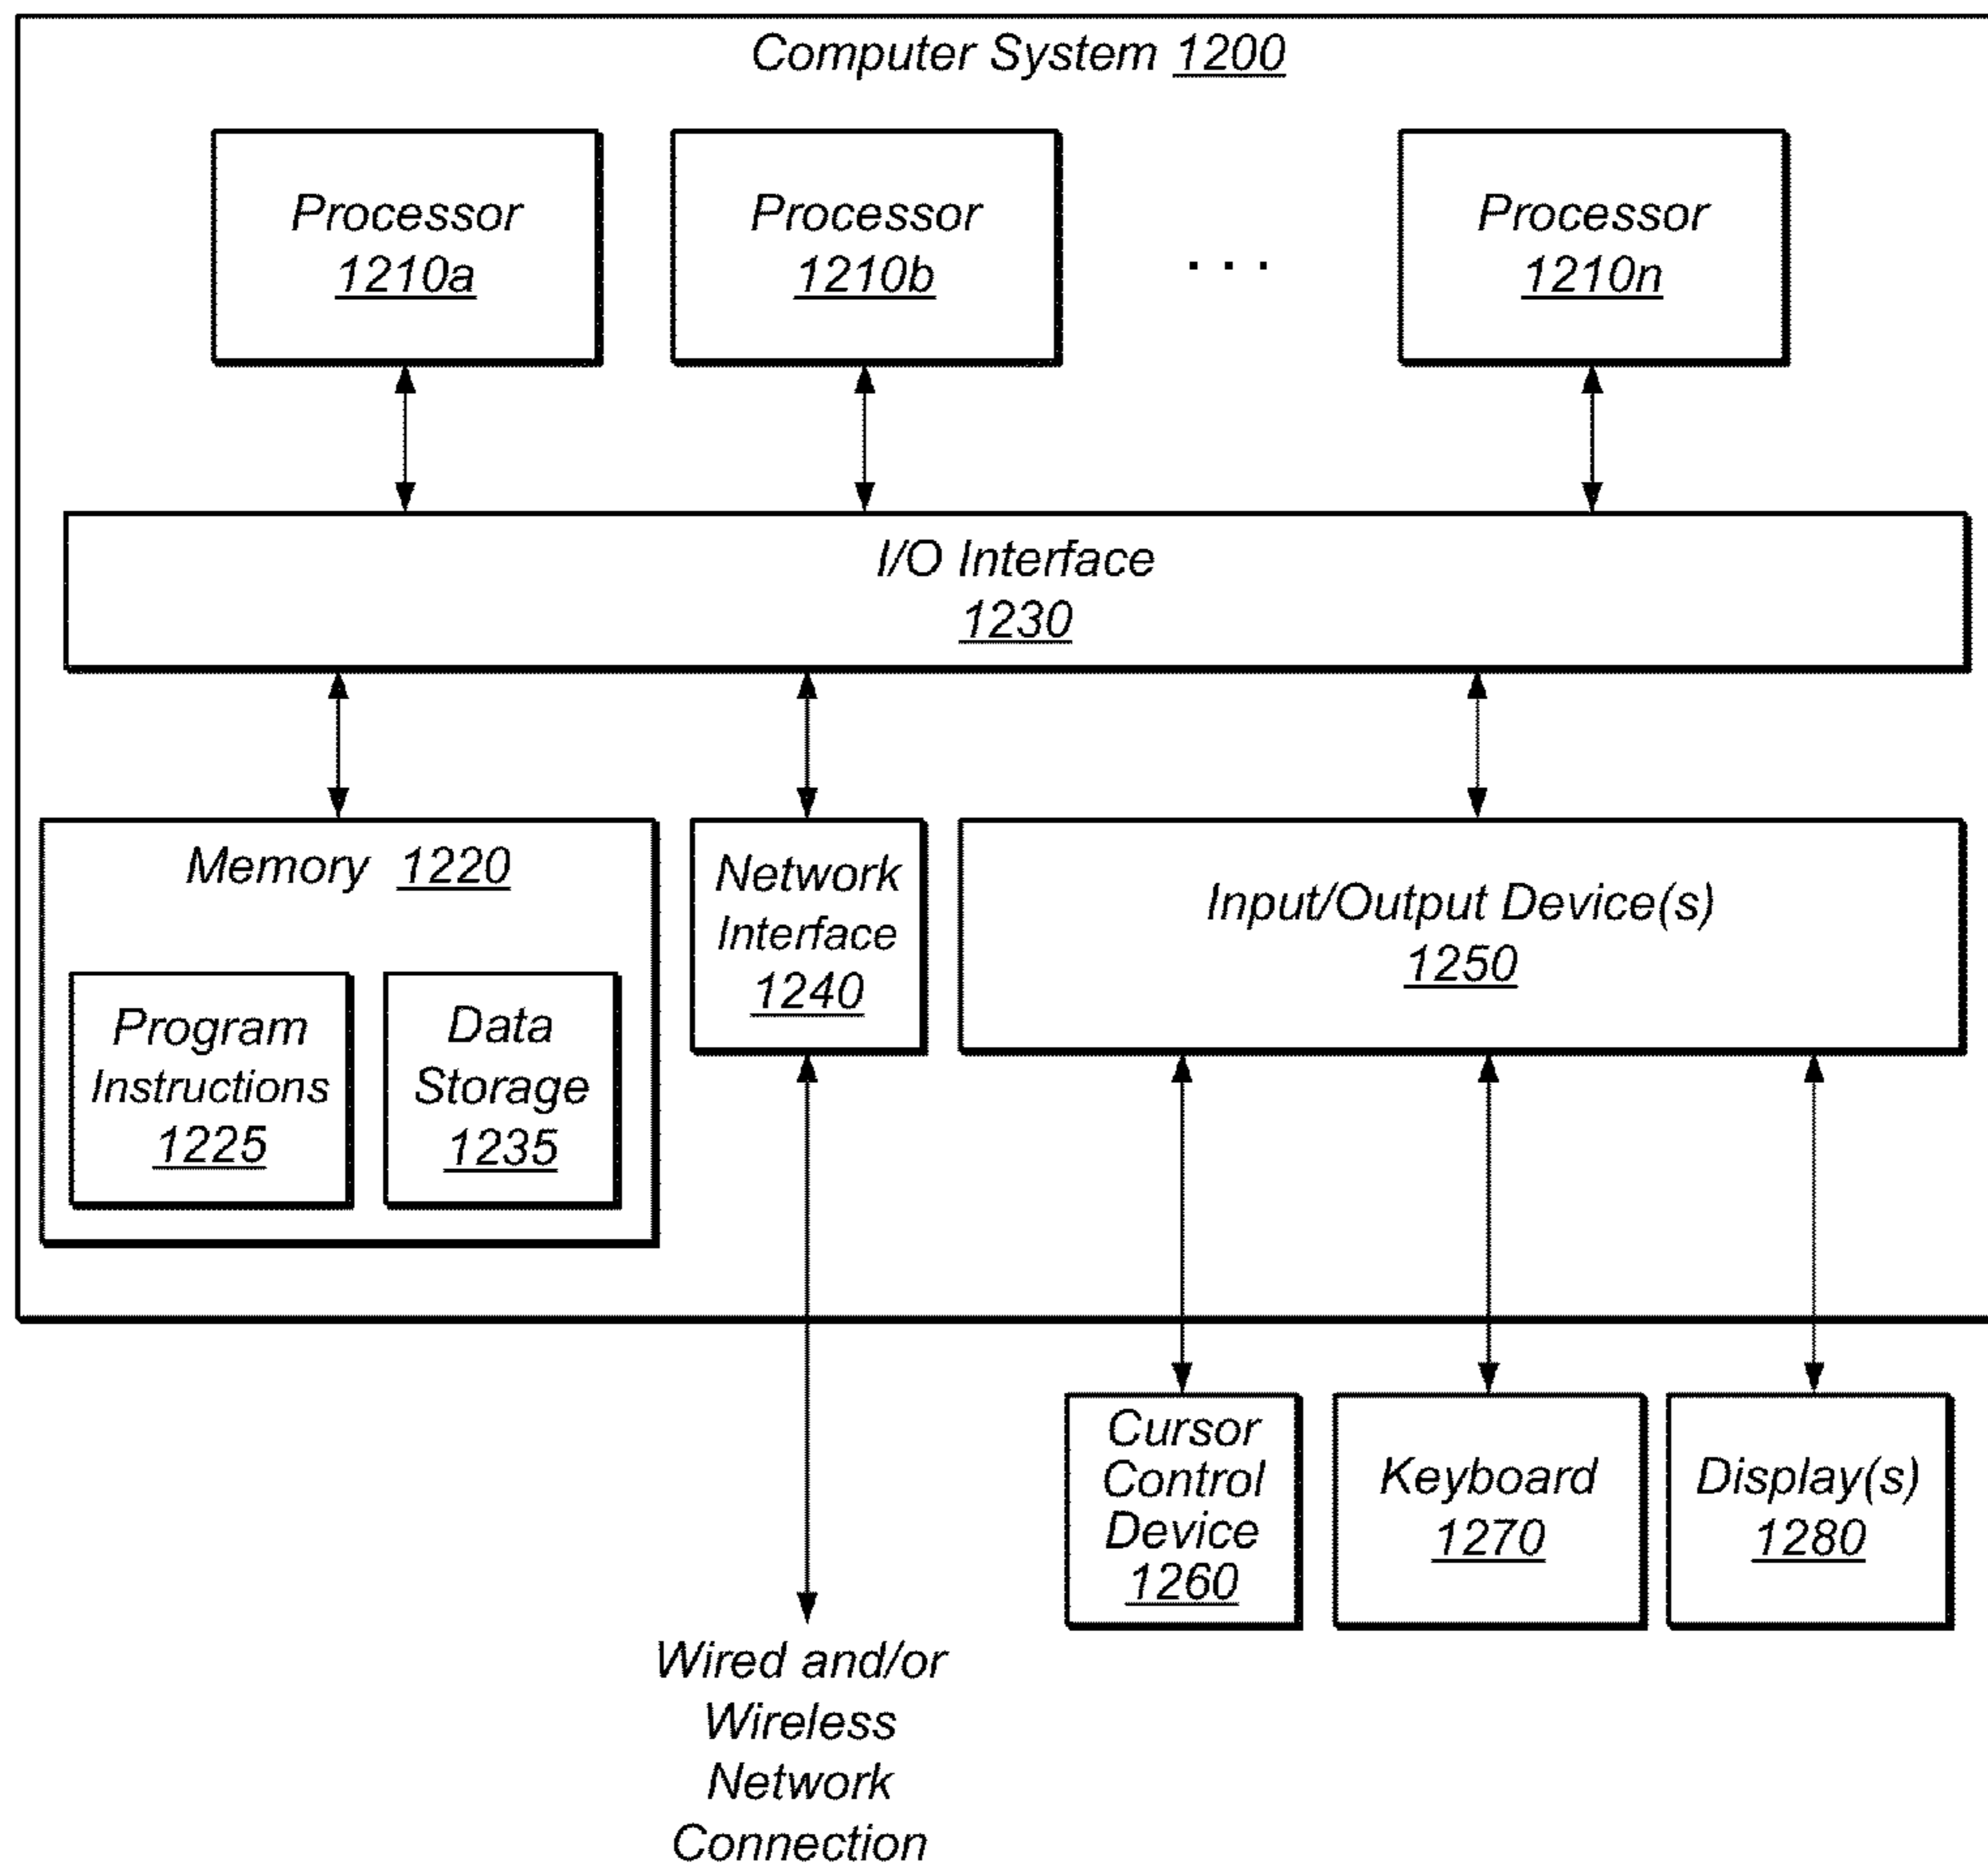 Computer System 1200
Processor
1210a
Processor
1210b
. . .
Processor
1210n
I/O Interface
1230
Memory 1220
Program
Instructions
1225
Data
Storage
1235
Network
Interface
1240
Input/Output Device(s)
1250
Cursor
Control
Device
1260
Keyboard
1270
Display(s)
1280
Wired and/or
Wireless
Network
Connection